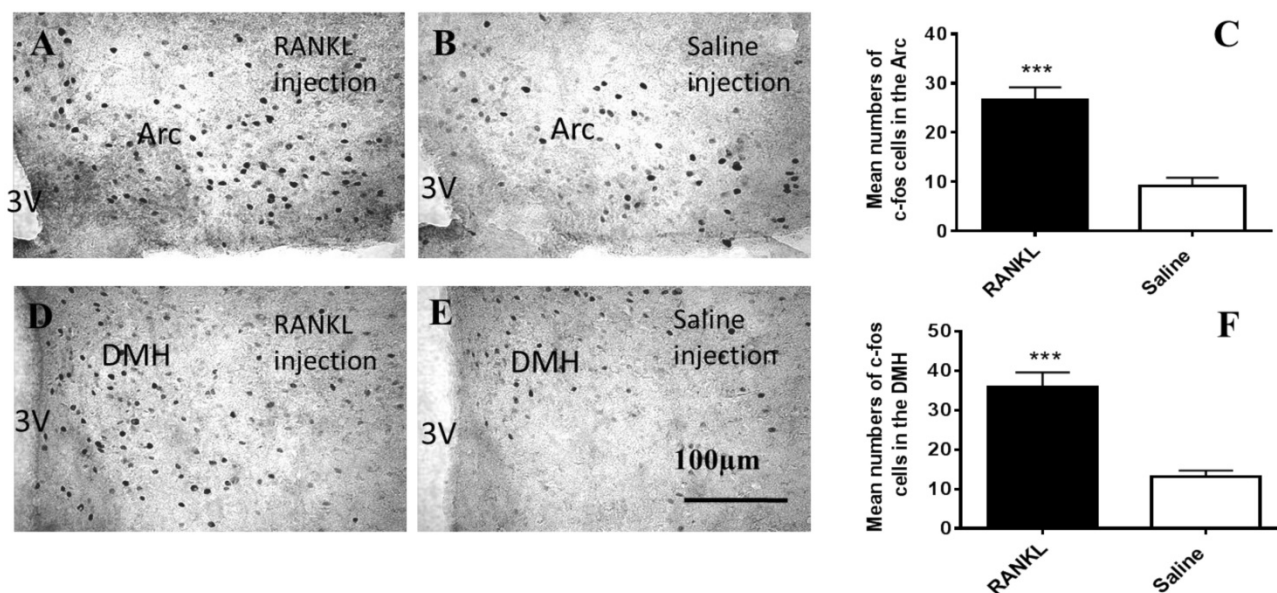 A
RANKL
injection
Arc
3V
B
Saline
injection
Arc
3V
C
Mean numbers of
c-fos cells in the Arc
40
30
20
10
0
***
RANKL
Saline
D
RANKL
injection
DMH
3V
E
Saline
injection
DMH
3V
100µm
F
Mean numbers of c-fos
cells in the DMH
50
40
30
20
10
0
***
RANKL
Saline